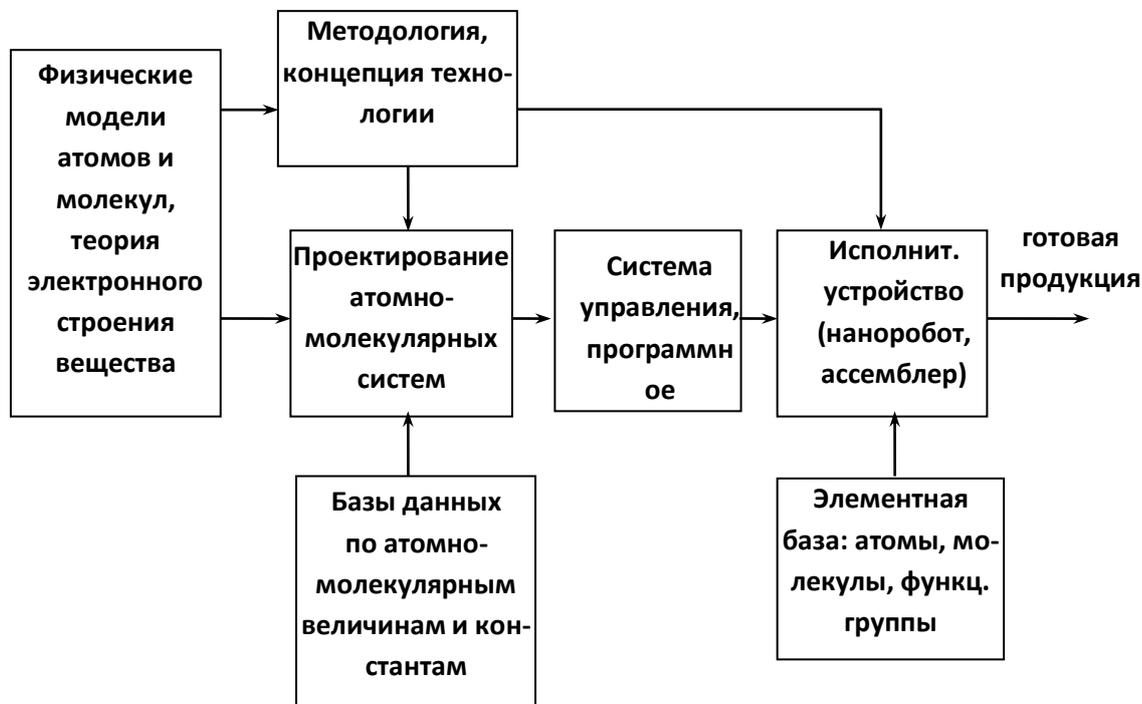 Физические
модели
атомов и
молекул,
теория
электронного
строения
вещества
Методология,
концепция техно-
логии
Проектирование
атомно-
молекулярных
систем
Система
управления,
программн
ое
Исполнит.
устройство
(наноробот,
ассемблер)
готовая
продукция
Базы данных
по атомно-
молекулярным
величинам и кон-
стантам
Элементная
база: атомы, мо-
лекулы, функц.
группы